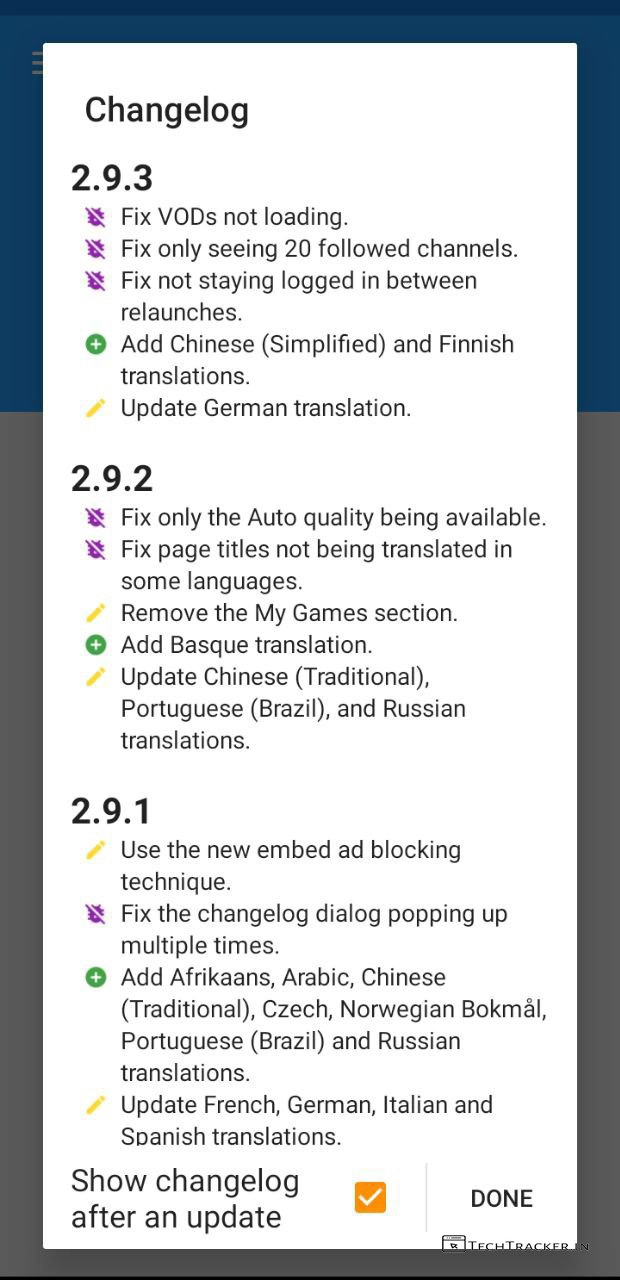 Changelog
2.9.3
Fix VODs not loading.
Fix only seeing 20 followed channels.
Fix not staying logged in between
relaunches.
Add Chinese (Simplified) and Finnish
translations.
Update German translation.
2.9.2
Fix only the Auto quality being available.
Fix page titles not being translated in
some languages.
Remove the My Games section.
Add Basque translation.
Update Chinese (Traditional),
Portuguese (Brazil), and Russian
translations.
2.9.1
Use the new embed ad blocking
technique.
Fix the changelog dialog popping up
multiple times.
Add Afrikaans, Arabic, Chinese
(Traditional), Czech, Norwegian Bokmål,
Portuguese (Brazil) and Russian
translations.
Update French, German, Italian and
Spanish translations.
Show changelog
after an update
DONE
TECHTRACKER.IN